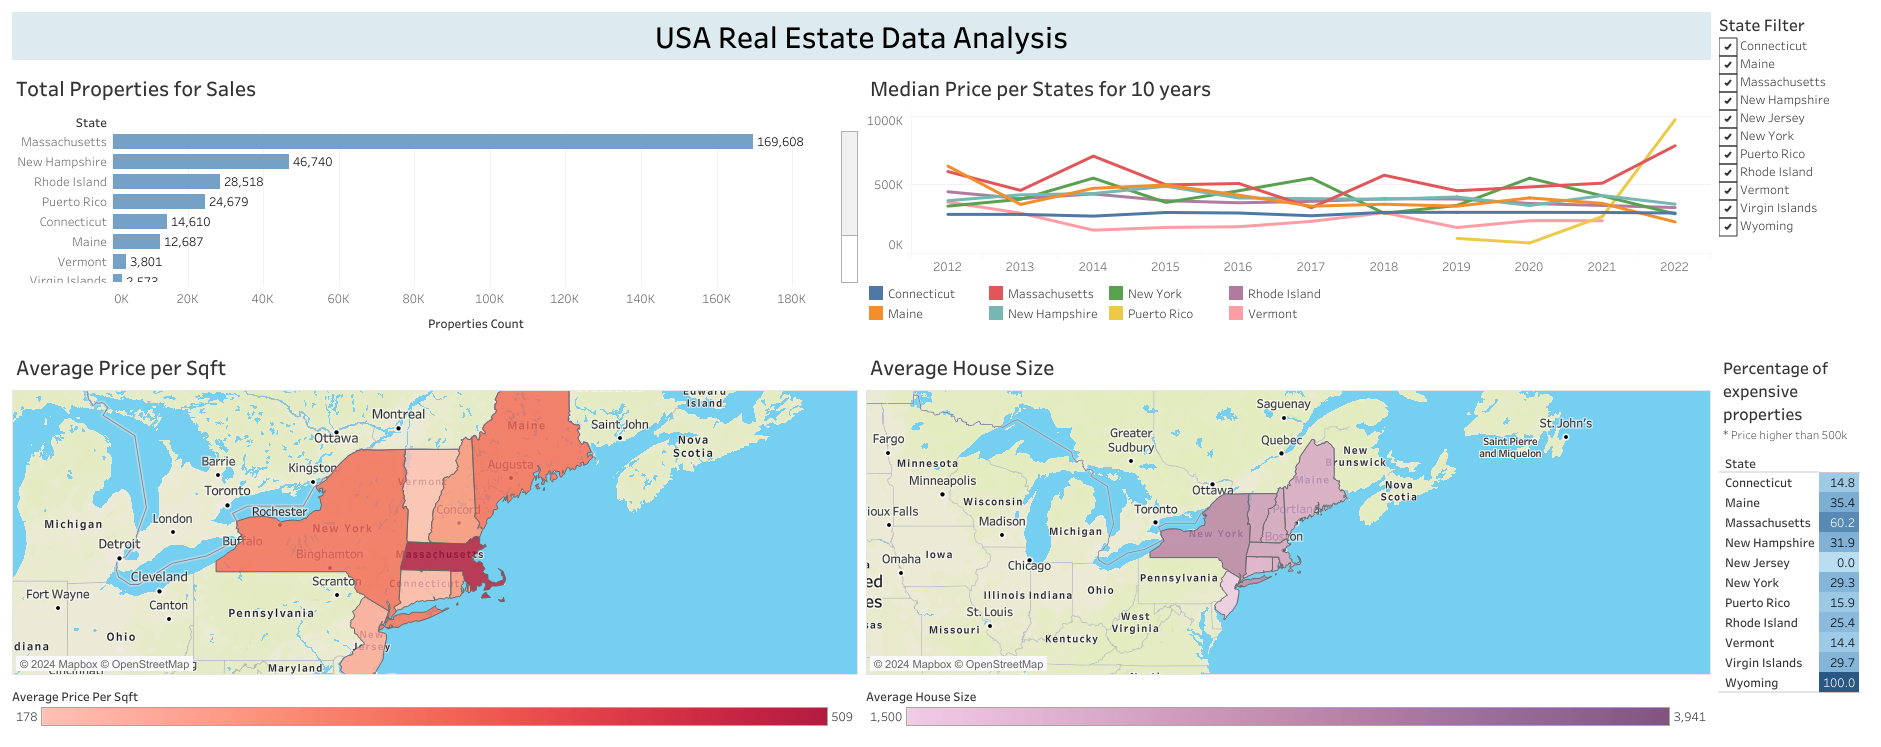 USA Real Estate Data Analysis
State Filter
Connecticut
Maine
Massachusetts
New Hampshire
New Jersey
New York
Puerto Rico
Rhode Island
Vermont
Virgin Islands
Wyoming
Total Properties for Sales
State
Massachusetts 169,608
New Hampshire 46,740
Rhode Island 28,518
Puerto Rico 24,679
Connecticut 14,610
Maine 12,687
Vermont 3,801
Virgin Islands 2,573
0K 20K 40K 60K 80K 100K 120K 140K 160K 180K
Properties Count
Median Price per States for 10 years
1000K
500K
0K
2012 2013 2014 2015 2016 2017 2018 2019 2020 2021 2022
Connecticut Massachusetts New York Rhode Island
Maine New Hampshire Puerto Rico Vermont
Average Price per Sqft
Edward
Island
Montreal
Ottawa
Maine
Saint John
Nova
Scotia
Barrie
Kingston
Augusta
Toronto
Vermont
Rochester
Concord
London
Michigan
New York
Buffalo
Detroit
Binghamton
Massachusetts
Cleveland
Scranton
Connecticut
Fort Wayne
Canton
Pennsylvania
Ohio
New
Jersey
diana
Maryland
Cincinnati
© 2024 Mapbox © OpenStreetMap
Average Price Per Sqft
178 509
Average House Size
Saguenay
St. John's
Fargo
Greater
Sudbury
Quebec
Saint Pierre
and Miquelon
New
Brunswick
Minnesota
Minneapolis
Maine
Nova
Scotia
Ottawa
Wisconsin
ioux Falls
Toronto
Portland
Madison
Michigan
New York
Boston
Omaha
Iowa
Chicago
Pennsylvania
ed
es
Illinois
Indiana
Ohio
St. Louis
sas
Missouri
West
Virginia
Kentucky
© 2024 Mapbox © OpenStreetMap
Average House Size
1,500 3,941
Percentage of
expensive
properties
* Price higher than 500k
State
Connecticut 14.8
Maine 35.4
Massachusetts 60.2
New Hampshire 31.9
New Jersey 0.0
New York 29.3
Puerto Rico 15.9
Rhode Island 25.4
Vermont 14.4
Virgin Islands 29.7
Wyoming 100.0